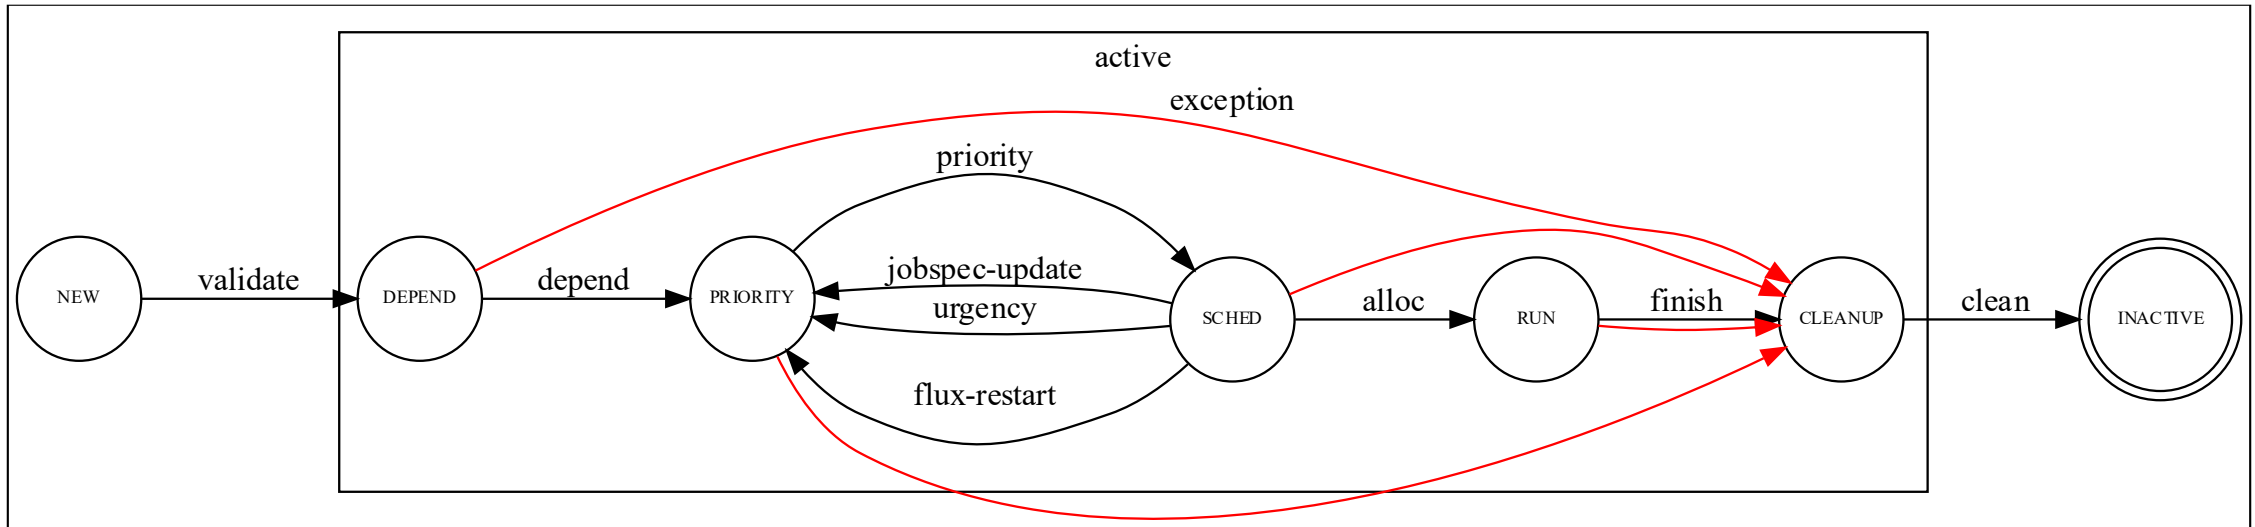 active
exception
priority
NEW
validate
DEPEND
depend
PRIORITY
jobspec-update
urgency
flux-restart
SCHED
alloc
RUN
finish
CLEANUP
clean
INACTIVE